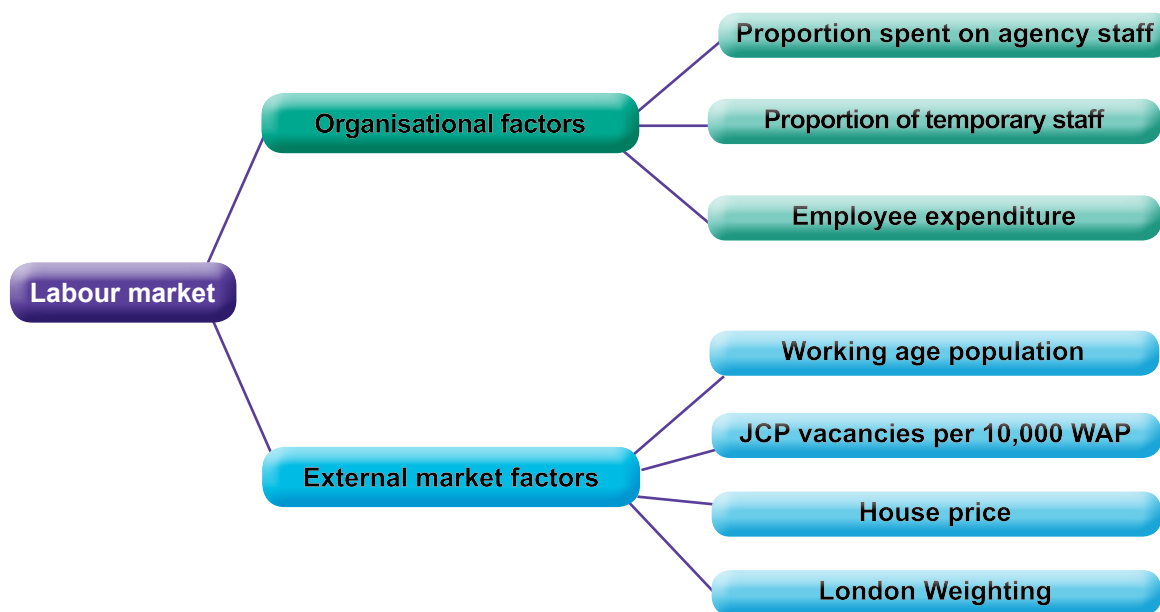 Labour market
Organisational factors
Proportion spent on agency staff
Proportion of temporary staff
Employee expenditure
External market factors
Working age population
JCP vacancies per 10,000 WAP
House price
London Weighting